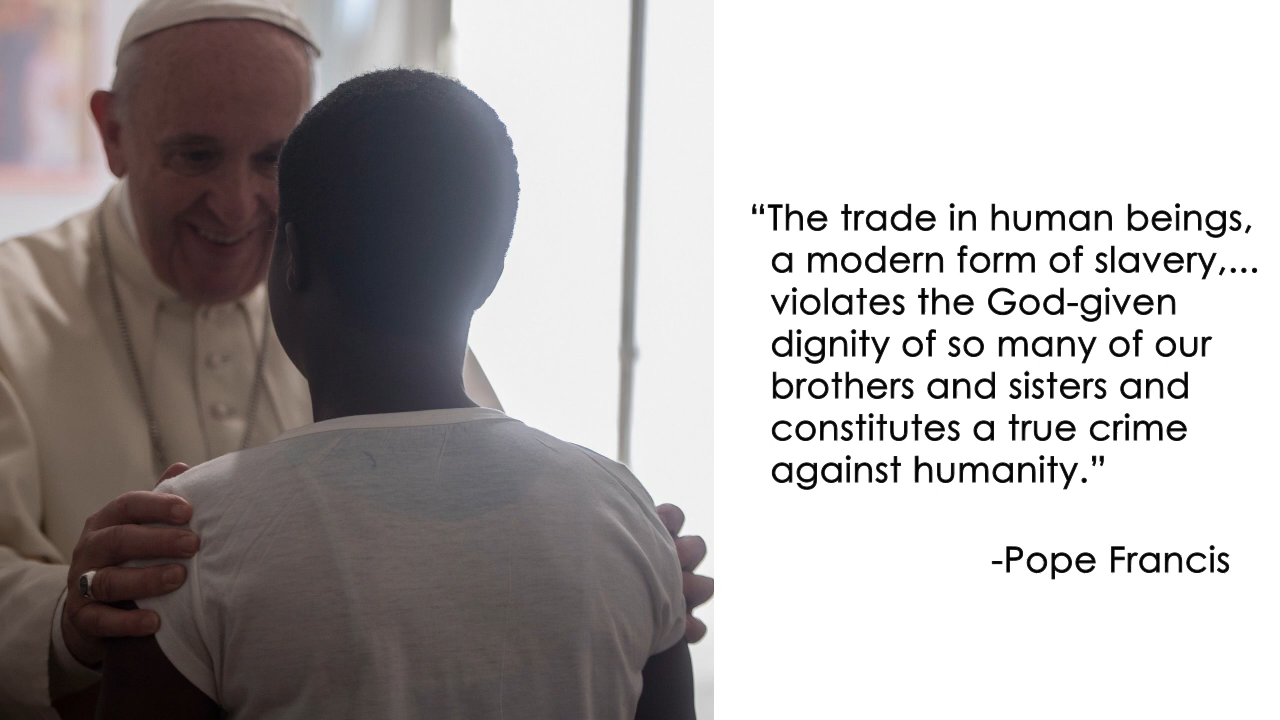 “The trade in human beings,
a modern form of slavery,...
violates the God-given
dignity of so many of our
brothers and sisters and
constitutes a true crime
against humanity.”
-Pope Francis